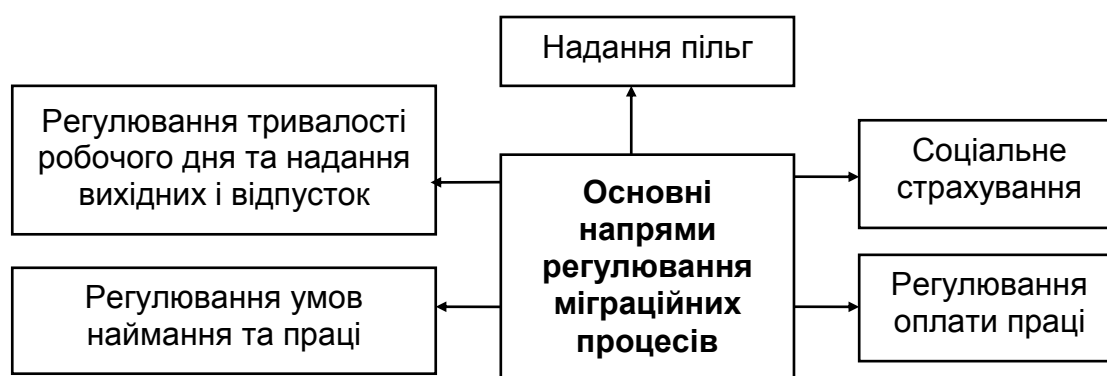 Надання пільг
Регулювання тривалості
робочого дня та надання
вихідних і відпусток
Соціальне
страхування
Основні
напрями
регулювання
міграційних
процесів
Регулювання умов
наймання та праці
Регулювання
оплати праці